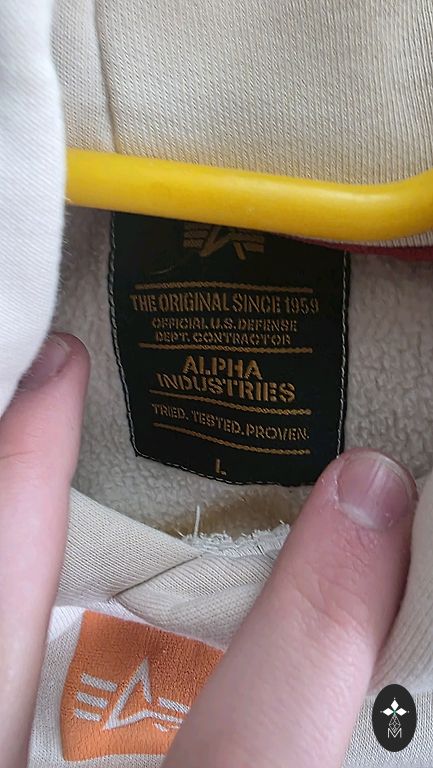 THE ORIGINAL SINCE 1959
OFFICIAL U.S. DEFENSE
DEPT. CONTRACTOR
ALPHA
INDUSTRIES
TRIED. TESTED. PROVEN.
L
M